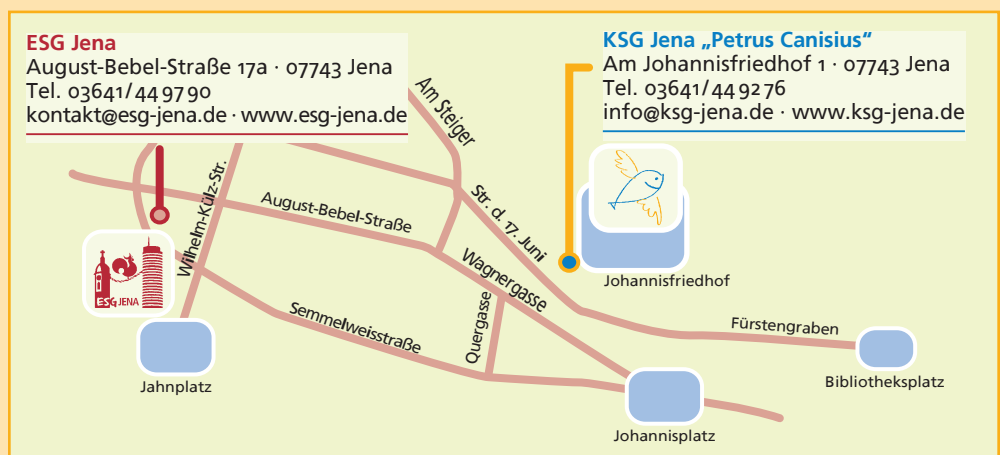 ESG Jena
August-Bebel-Straße 17a · 07743 Jena
Tel. 03641/449790
kontakt@esg-jena.de · www.esg-jena.de
KSG Jena „Petrus Canisius“
Am Johannisfriedhof 1 · 07743 Jena
Tel. 03641/449276
info@ksg-jena.de · www.ksg-jena.de
Am Steiger
Wilhelm-Külz-Str.
August-Bebel-Straße
Str. d. 17. Juni
Wagnergasse
Johannisfriedhof
ESG JENA
Semmelweisstraße
Quergasse
Fürstengraben
Jahnplatz
Bibliotheksplatz
Johannisplatz